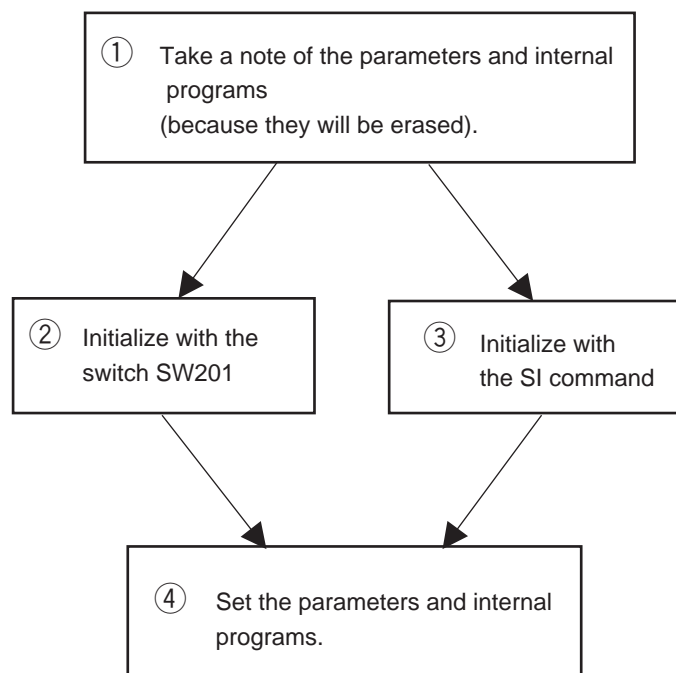 ① Take a note of the parameters and internal
programs
(because they will be erased).
② Initialize with the
switch SW201
③ Initialize with
the SI command
④ Set the parameters and internal
programs.